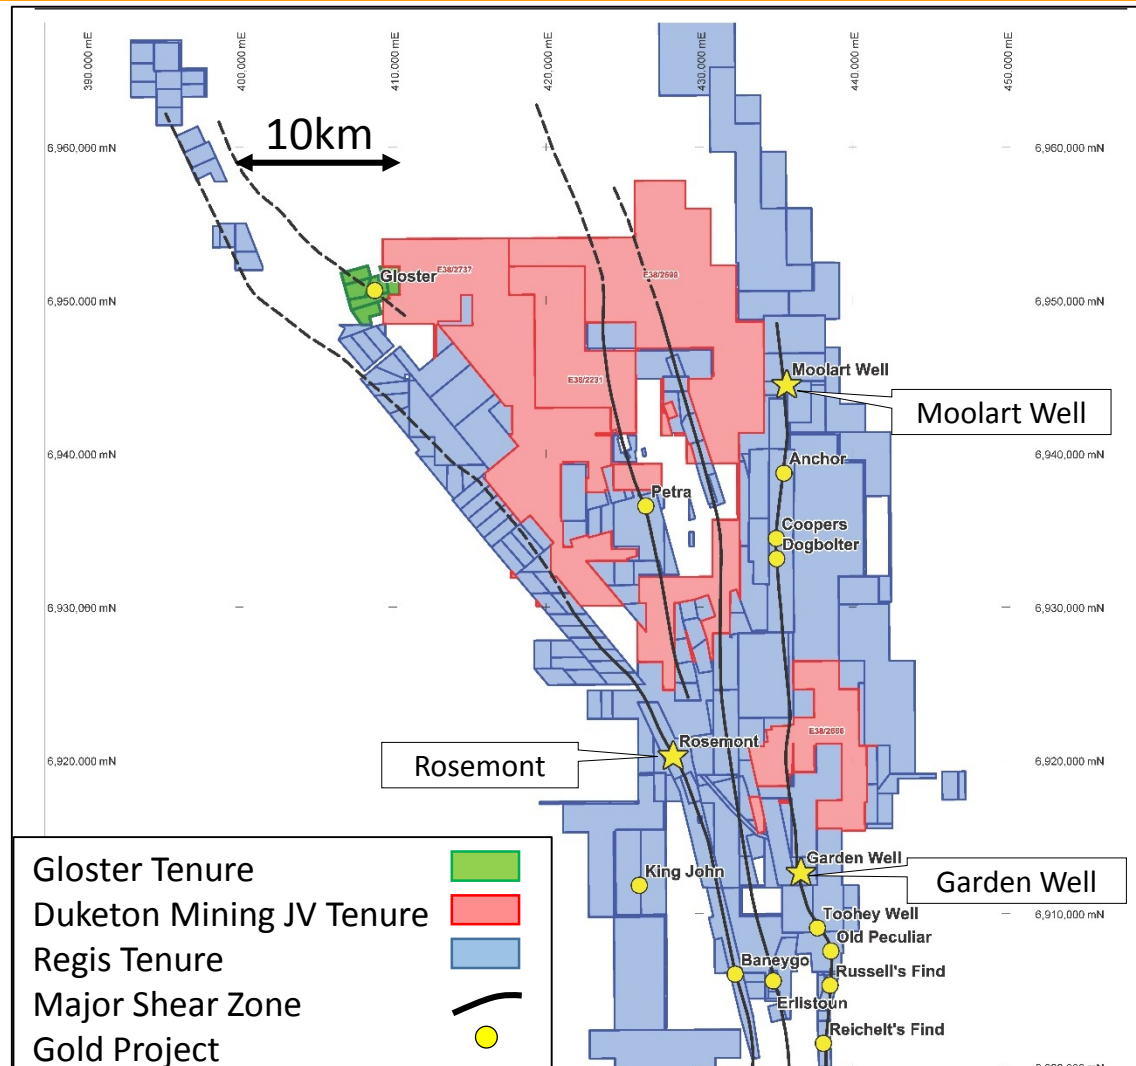 390,000 mE
400,000 mE
410,000 mE
420,000 mE
430,000 mE
440,000 mE
450,000 mE
10km
6,960,000 mN
6,960,000 mN
E38/2737
Gloster
6,950,000 mN
6,950,000 mN
E38/2231
Moolart Well
Moolart Well
6,940,000 mN
Anchor
6,940,000 mN
Petra
Coopers
Dogbolter
6,930,000 mN
6,930,000 mN
Rosemont
Rosemont
6,920,000 mN
6,920,000 mN
Garden Well
Garden Well
King John
Toohey Well
6,910,000 mN
Old Peculiar
Baneygo
Russell's Find
Erlistoun
Reichelt's Find
Gloster Tenure
Duketon Mining JV Tenure
Regis Tenure
Major Shear Zone
Gold Project